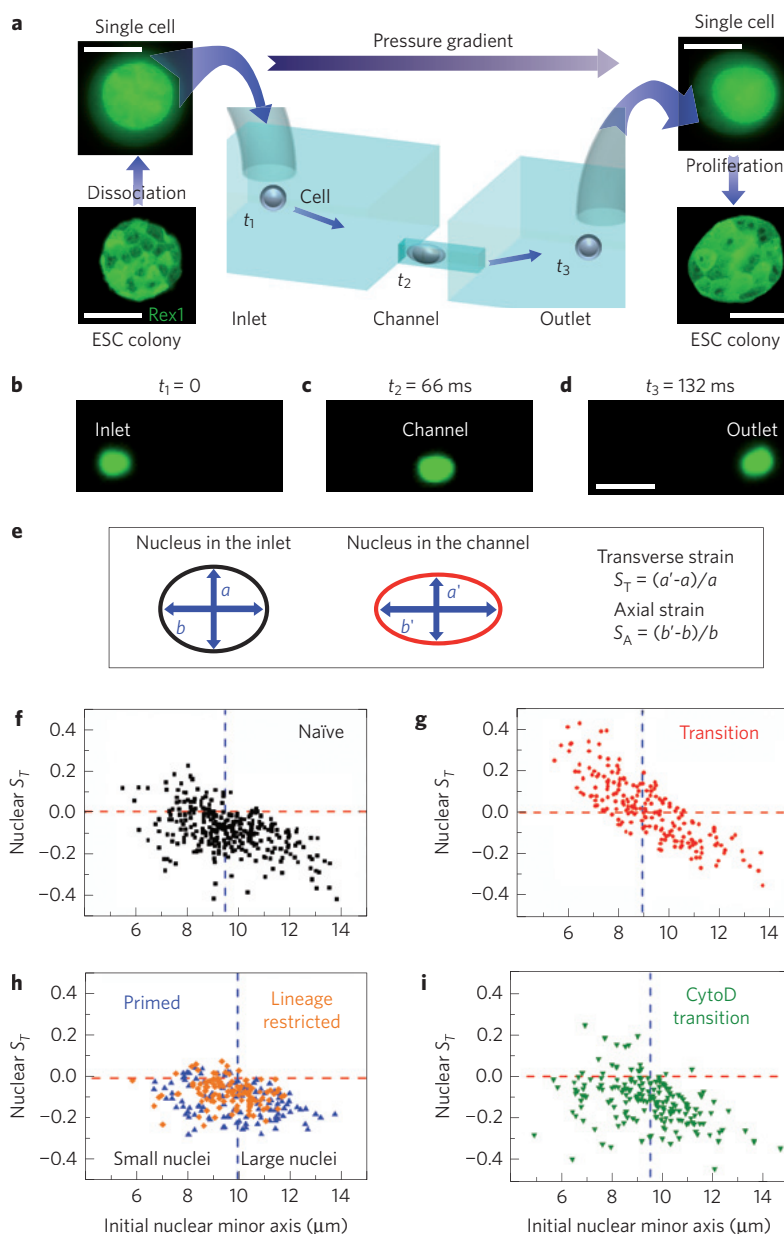 a
Single cell
Pressure gradient
Single cell
Dissociation
Cell
t1
t2
t3
Proliferation
Rex1
ESC colony
Inlet
Channel
Outlet
ESC colony
b
t1 = 0
c
t2 = 66 ms
d
t3 = 132 ms
Inlet
Channel
Outlet
e
Nucleus in the inlet
Nucleus in the channel
a
b
a'
b'
Transverse strain
ST = (a'-a)/a
Axial strain
SA = (b'-b)/b
f
Naïve
Nuclear ST
0.4
0.2
0.0
−0.2
−0.4
6 8 10 12 14
g
Transition
Nuclear ST
0.4
0.2
0.0
−0.2
−0.4
6 8 10 12 14
h
Primed
Lineage
restricted
Nuclear ST
0.4
0.2
0.0
−0.2
−0.4
Small nuclei
Large nuclei
6 8 10 12 14
Initial nuclear minor axis (μm)
i
CytoD
transition
Nuclear ST
0.4
0.2
0.0
−0.2
−0.4
6 8 10 12 14
Initial nuclear minor axis (μm)